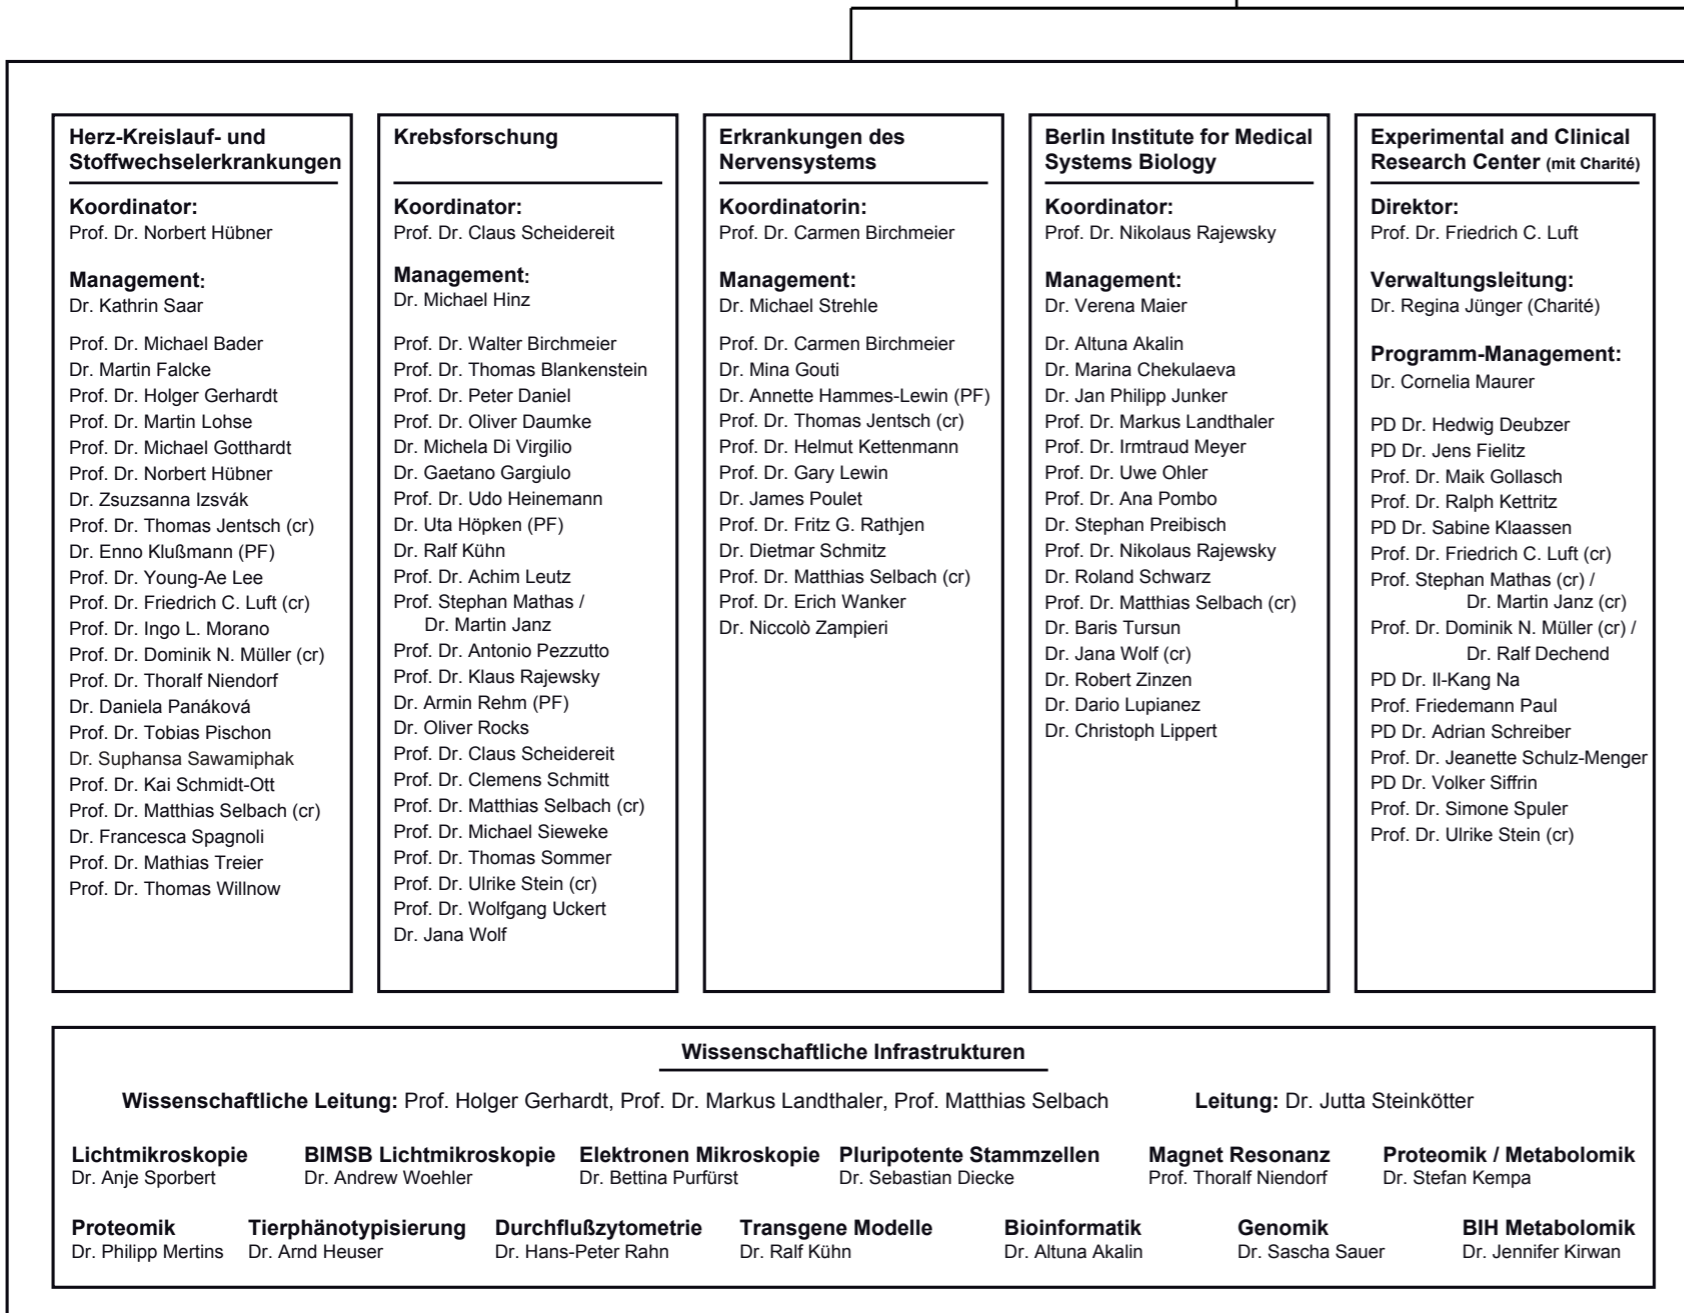 Herz-Kreislauf- und
Stoffwechselerkrankungen
Koordinator:
Prof. Dr. Norbert Hübner
Management:
Dr. Kathrin Saar
Prof. Dr. Michael Bader
Dr. Martin Falcke
Prof. Dr. Holger Gerhardt
Prof. Dr. Martin Lohse
Prof. Dr. Michael Gotthardt
Prof. Dr. Norbert Hübner
Dr. Zsuzsanna Izsvák
Prof. Dr. Thomas Jentsch (cr)
Dr. Enno Klußmann (PF)
Prof. Dr. Young-Ae Lee
Prof. Dr. Friedrich C. Luft (cr)
Prof. Dr. Ingo L. Morano
Prof. Dr. Dominik N. Müller (cr)
Prof. Dr. Thoralf Niendorf
Dr. Daniela Panáková
Prof. Dr. Tobias Pischon
Dr. Suphansa Sawamiphak
Prof. Dr. Kai Schmidt-Ott
Prof. Dr. Matthias Selbach (cr)
Dr. Francesca Spagnoli
Prof. Dr. Mathias Treier
Prof. Dr. Thomas Willnow
Krebsforschung
Koordinator:
Prof. Dr. Claus Scheidereit
Management:
Dr. Michael Hinz
Prof. Dr. Walter Birchmeier
Prof. Dr. Thomas Blankenstein
Prof. Dr. Peter Daniel
Prof. Dr. Oliver Daumke
Dr. Michela Di Virgilio
Dr. Gaetano Gargiulo
Prof. Dr. Udo Heinemann
Dr. Uta Höpken (PF)
Dr. Ralf Kühn
Prof. Dr. Achim Leutz
Prof. Stephan Mathas /
Dr. Martin Janz
Prof. Dr. Antonio Pezzutto
Prof. Dr. Klaus Rajewsky
Dr. Armin Rehm (PF)
Dr. Oliver Rocks
Prof. Dr. Claus Scheidereit
Prof. Dr. Clemens Schmitt
Prof. Dr. Matthias Selbach (cr)
Prof. Dr. Michael Sieweke
Prof. Dr. Thomas Sommer
Prof. Dr. Ulrike Stein (cr)
Prof. Dr. Wolfgang Uckert
Dr. Jana Wolf
Erkrankungen des
Nervensystems
Koordinatorin:
Prof. Dr. Carmen Birchmeier
Management:
Dr. Michael Strehle
Prof. Dr. Carmen Birchmeier
Dr. Mina Gouti
Dr. Annette Hammes-Lewin (PF)
Prof. Dr. Thomas Jentsch (cr)
Prof. Dr. Helmut Kettenmann
Prof. Dr. Gary Lewin
Dr. James Poulet
Prof. Dr. Fritz G. Rathjen
Dr. Dietmar Schmitz
Prof. Dr. Matthias Selbach (cr)
Prof. Dr. Erich Wanker
Dr. Niccolò Zampieri
Berlin Institute for Medical
Systems Biology
Koordinator:
Prof. Dr. Nikolaus Rajewsky
Management:
Dr. Verena Maier
Dr. Altuna Akalin
Dr. Marina Chekulaeva
Dr. Jan Philipp Junker
Prof. Dr. Markus Landthaler
Prof. Dr. Irmtraud Meyer
Prof. Dr. Uwe Ohler
Prof. Dr. Ana Pombo
Dr. Stephan Preibisch
Prof. Dr. Nikolaus Rajewsky
Dr. Roland Schwarz
Prof. Dr. Matthias Selbach (cr)
Dr. Baris Tursun
Dr. Jana Wolf (cr)
Dr. Robert Zinzen
Dr. Dario Lupianez
Dr. Christoph Lippert
Experimental and Clinical
Research Center (mit Charité)
Direktor:
Prof. Dr. Friedrich C. Luft
Verwaltungsleitung:
Dr. Regina Jünger (Charité)
Programm-Management:
Dr. Cornelia Maurer
PD Dr. Hedwig Deubzer
PD Dr. Jens Fielitz
Prof. Dr. Maik Gollasch
Prof. Dr. Ralph Kettritz
PD Dr. Sabine Klaassen
Prof. Dr. Friedrich C. Luft (cr)
Prof. Stephan Mathas (cr) /
Dr. Martin Janz (cr)
Prof. Dr. Dominik N. Müller (cr) /
Dr. Ralf Dechend
PD Dr. Il-Kang Na
Prof. Friedemann Paul
PD Dr. Adrian Schreiber
Prof. Dr. Jeanette Schulz-Menger
PD Dr. Volker Siffrin
Prof. Dr. Simone Spuler
Prof. Dr. Ulrike Stein (cr)
Wissenschaftliche Infrastrukturen
Wissenschaftliche Leitung: Prof. Holger Gerhardt, Prof. Dr. Markus Landthaler, Prof. Matthias Selbach Leitung: Dr. Jutta Steinkötter
Lichtmikroskopie BIMSB Lichtmikroskopie Elektronen Mikroskopie Pluripotente Stammzellen Magnet Resonanz Proteomik / Metabolomik
Dr. Anje Sporbert Dr. Andrew Woehler Dr. Bettina Purfürst Dr. Sebastian Diecke Prof. Thoralf Niendorf Dr. Stefan Kempa
Proteomik Tierphänotypisierung Durchflußzytometrie Transgene Modelle Bioinformatik Genomik BIH Metabolomik
Dr. Philipp Mertins Dr. Arnd Heuser Dr. Hans-Peter Rahn Dr. Ralf Kühn Dr. Altuna Akalin Dr. Sascha Sauer Dr. Jennifer Kirwan